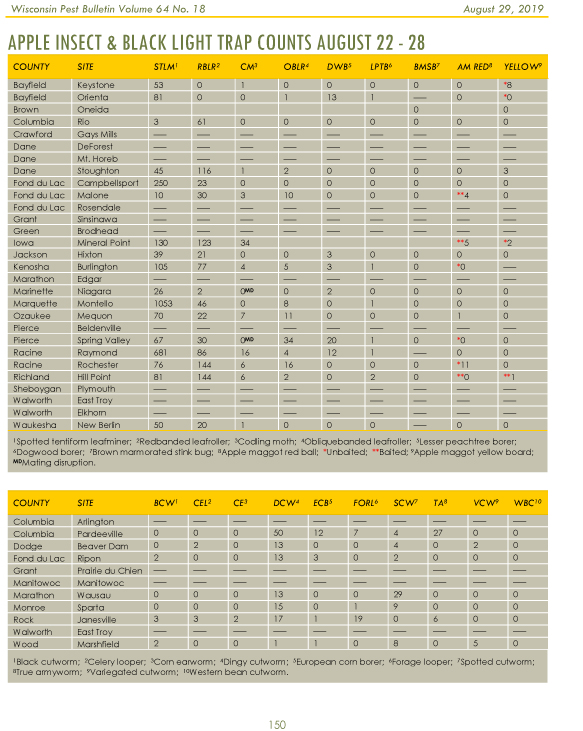 Wisconsin Pest Bulletin Volume 64 No. 18 August 29, 2019
APPLE INSECT & BLACK LIGHT TRAP COUNTS AUGUST 22 - 28
COUNTY SITE STLM¹ RBLR² CM³ OBLR⁴ DWB⁵ LPTB⁶ BMSB⁷ AM RED⁸ YELLOW⁹
Bayfield Keystone 53 0 1 0 0 0 0 0 *8
Bayfield Orienta 81 0 0 1 13 1 — 0 *0
Brown Oneida 0 0
Columbia Rio 3 61 0 0 0 0 0 0 0
Crawford Gays Mills — — — — — — — — —
Dane DeForest — — — — — — — — —
Dane Mt. Horeb — — — — — — — — —
Dane Stoughton 45 116 1 2 0 0 0 0 3
Fond du Lac Campbellsport 250 23 0 0 0 0 0 0 0
Fond du Lac Malone 10 30 3 10 0 0 0 **4 0
Fond du Lac Rosendale — — — — — — — — —
Grant Sinsinawa — — — — — — — — —
Green Brodhead — — — — — — — — —
Iowa Mineral Point 130 123 34 **5 *2
Jackson Hixton 39 21 0 0 3 0 0 0 0
Kenosha Burlington 105 77 4 5 3 1 0 *0 —
Marathon Edgar — — — — — — — — —
Marinette Niagara 26 2 0ᴹᴰ 0 2 0 0 0 0
Marquette Montello 1053 46 0 8 0 1 0 0 0
Ozaukee Mequon 70 22 7 11 0 0 0 1 0
Pierce Beldenville — — — — — — — — —
Pierce Spring Valley 67 30 0ᴹᴰ 34 20 1 0 *0 0
Racine Raymond 681 86 16 4 12 1 — 0 0
Racine Rochester 76 144 6 16 0 0 0 *11 0
Richland Hill Point 81 144 6 2 0 2 0 **0 **1
Sheboygan Plymouth — — — — — — — — —
Walworth East Troy — — — — — — — — —
Walworth Elkhorn — — — — — — — — —
Waukesha New Berlin 50 20 1 0 0 0 — 0 0
¹Spotted tentiform leafminer; ²Redbanded leafroller; ³Codling moth; ⁴Obliquebanded leafroller; ⁵Lesser peachtree borer;
⁶Dogwood borer; ⁷Brown marmorated stink bug; ⁸Apple maggot red ball; *Unbaited; **Baited; ⁹Apple maggot yellow board;
ᴹᴰMating disruption.
COUNTY SITE BCW¹ CEL² CE³ DCW⁴ ECB⁵ FORL⁶ SCW⁷ TA⁸ VCW⁹ WBC¹⁰
Columbia Arlington — — — — — — — — — —
Columbia Pardeeville 0 0 0 50 12 7 4 27 0 0
Dodge Beaver Dam 0 2 0 13 0 0 4 0 2 0
Fond du Lac Ripon 2 0 0 13 3 0 2 0 0 0
Grant Prairie du Chien — — — — — — — — — —
Manitowoc Manitowoc — — — — — — — — — —
Marathon Wausau 0 0 0 13 0 0 29 0 0 0
Monroe Sparta 0 0 0 15 0 1 9 0 0 0
Rock Janesville 3 3 2 17 1 19 0 6 0 0
Walworth East Troy — — — — — — — — — —
Wood Marshfield 2 0 0 1 1 0 8 0 5 0
¹Black cutworm; ²Celery looper; ³Corn earworm; ⁴Dingy cutworm; ⁵European corn borer; ⁶Forage looper; ⁷Spotted cutworm;
⁸True armyworm; ⁹Variegated cutworm; ¹⁰Western bean cutworm.
150